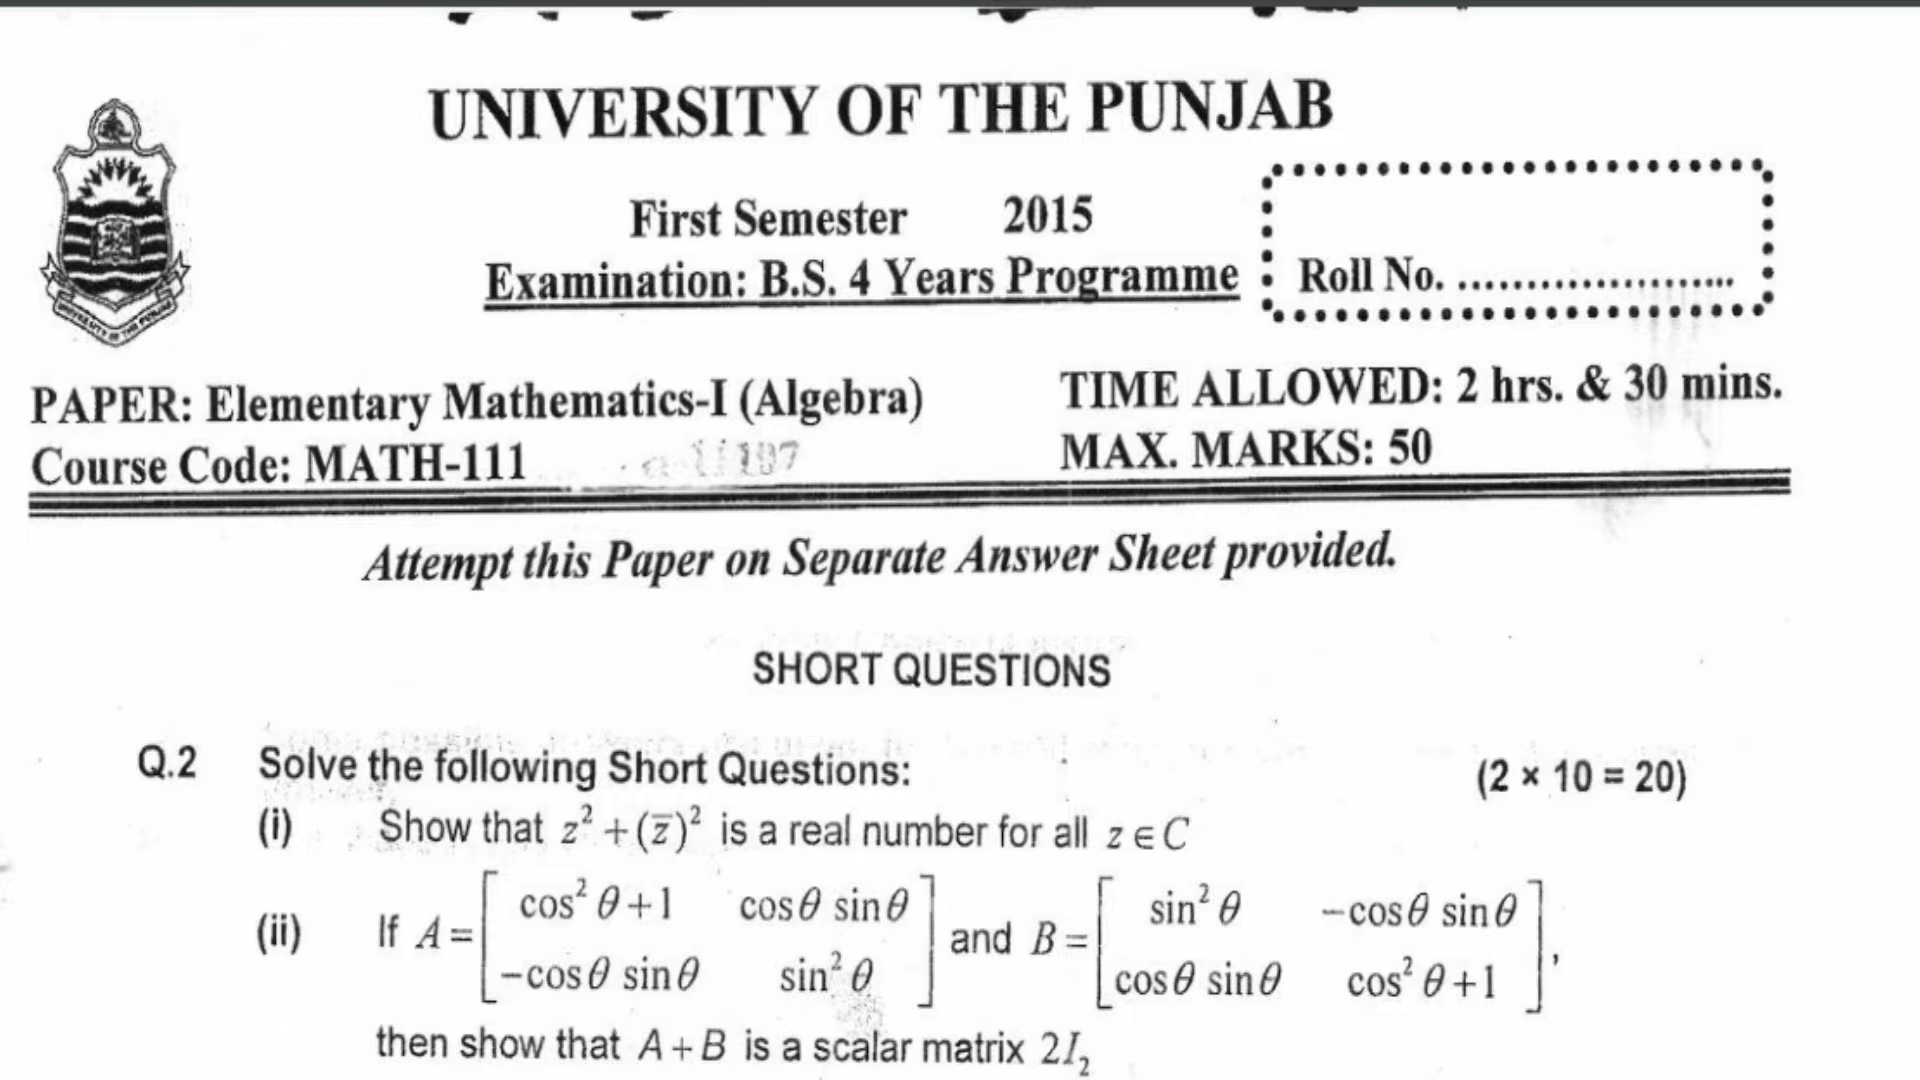 UNIVERSITY OF THE PUNJAB
First Semester 2015
Examination: B.S. 4 Years Programme
Roll No. ......................
UNIVERSITY OF THE PUNJAB
PAPER: Elementary Mathematics-I (Algebra)
TIME ALLOWED: 2 hrs. & 30 mins.
Course Code: MATH-111
MAX. MARKS: 50
Attempt this Paper on Separate Answer Sheet provided.
SHORT QUESTIONS
Q.2 Solve the following Short Questions: (2 × 10 = 20)
(i) Show that z² + (z̅)² is a real number for all z ∈ C
(ii) If A = [cos² θ + 1 cos θ sin θ; −cos θ sin θ sin² θ] and B = [sin² θ −cos θ sin θ; cos θ sin θ cos² θ + 1],
then show that A + B is a scalar matrix 2I₂